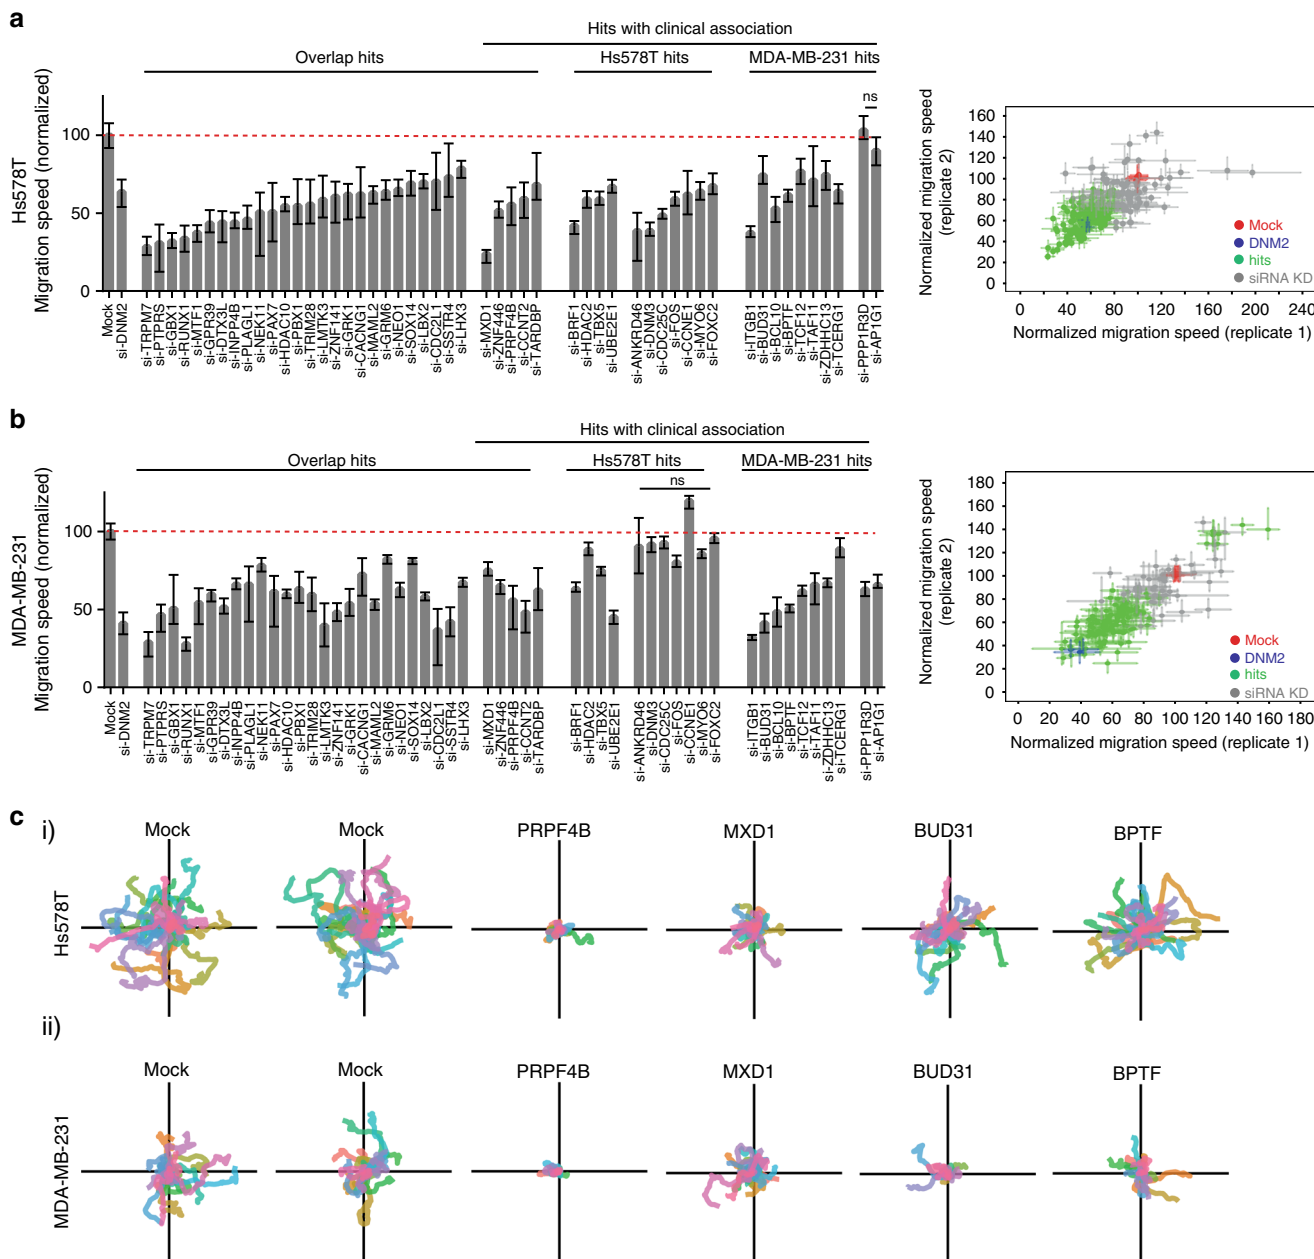 a
Hits with clinical association
Overlap hits
Hs578T hits
MDA-MB-231 hits
ns
Hs578T
Migration speed (normalized)
100
50
0
Mock
si-DNM2
si-TRPM7
si-PTPRS
si-GBX1
si-RUNX1
si-MTF1
si-GPR39
si-DTX3L
si-INPP4B
si-PLAGL1
si-NEK11
si-PAX7
si-HDAC10
si-PBX1
si-TRIM28
si-LMTK3
si-ZNF141
si-GRK1
si-CACNG1
si-MAML2
si-GRM6
si-NEO1
si-SOX14
si-LBX2
si-CDC2L1
si-SSTR4
si-LHX3
si-MXD1
si-ZNF446
si-PRPF4B
si-CCNT2
si-TARDBP
si-BRF1
si-HDAC2
si-TBX5
si-UBE2E1
si-ANKRD46
si-DNM3
si-CDC25C
si-FOS
si-CCNE1
si-MYO6
si-FOXC2
si-ITGB1
si-BUD31
si-BCL10
si-BPTF
si-TCF12
si-TAF11
si-ZDHHC13
si-TCERG1
si-PPP1R3D
si-AP1G1
Normalized migration speed
(replicate 2)
160
140
120
100
80
60
40
20
0
Mock
DNM2
hits
siRNA KD
0 40 80 120 160 200 240
Normalized migration speed (replicate 1)
b
Hits with clinical association
Overlap hits
Hs578T hits
MDA-MB-231 hits
ns
MDA-MB-231
Migration speed (normalized)
100
50
0
Mock
si-DNM2
si-TRPM7
si-PTPRS
si-GBX1
si-RUNX1
si-MTF1
si-GPR39
si-DTX3L
si-INPP4B
si-PLAGL1
si-NEK11
si-PAX7
si-HDAC10
si-PBX1
si-TRIM28
si-LMTK3
si-ZNF141
si-GRK1
si-CACNG1
si-MAML2
si-GRM6
si-NEO1
si-SOX14
si-LBX2
si-CDC2L1
si-SSTR4
si-LHX3
si-MXD1
si-ZNF446
si-PRPF4B
si-CCNT2
si-TARDBP
si-BRF1
si-HDAC2
si-TBX5
si-UBE2E1
si-ANKRD46
si-DNM3
si-CDC25C
si-FOS
si-CCNE1
si-MYO6
si-FOXC2
si-ITGB1
si-BUD31
si-BCL10
si-BPTF
si-TCF12
si-TAF111
si-ZDHHC13
si-TCERG1
si-PPP1R3D
si-AP1G1
Normalized migration speed
(replicate 2)
180
160
140
120
100
80
60
40
20
0
Mock
DNM2
hits
siRNA KD
0 20 40 60 80 100 120 140 160 180
Normalized migration speed (replicate 1)
c
i)
Mock Mock PRPF4B MXD1 BUD31 BPTF
Hs578T
ii)
Mock Mock PRPF4B MXD1 BUD31 BPTF
MDA-MB-231